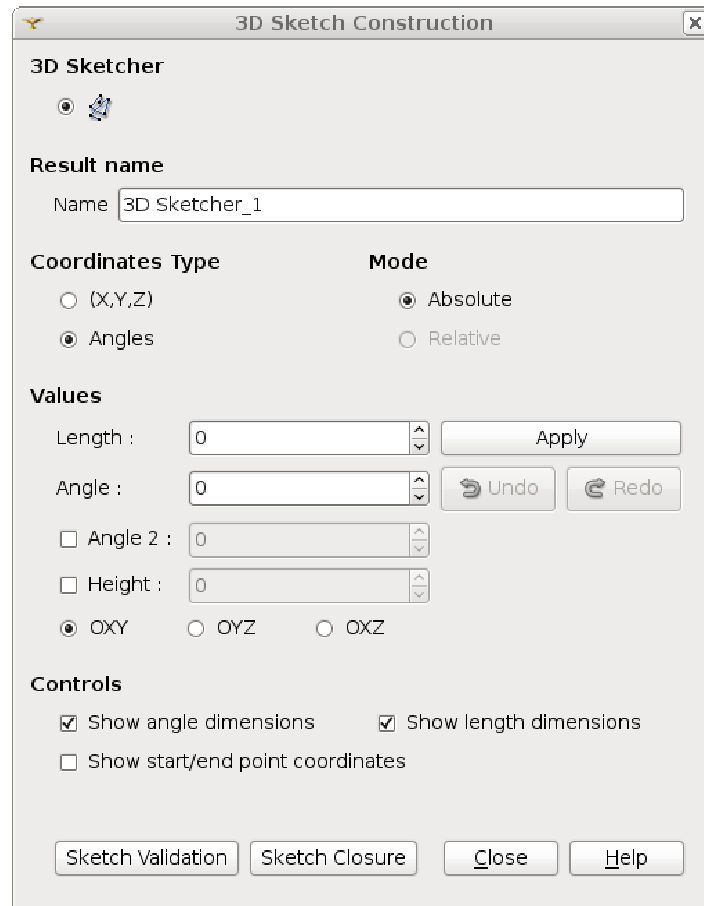 3D Sketch Construction
3D Sketcher
Result name
Name 3D Sketcher_1
Coordinates Type Mode
(X,Y,Z) Absolute
Angles Relative
Values
Length : 0 Apply
Angle : 0 Undo Redo
Angle 2 : 0
Height : 0
OXY OYZ OXZ
Controls
Show angle dimensions Show length dimensions
Show start/end point coordinates
Sketch Validation Sketch Closure Close Help